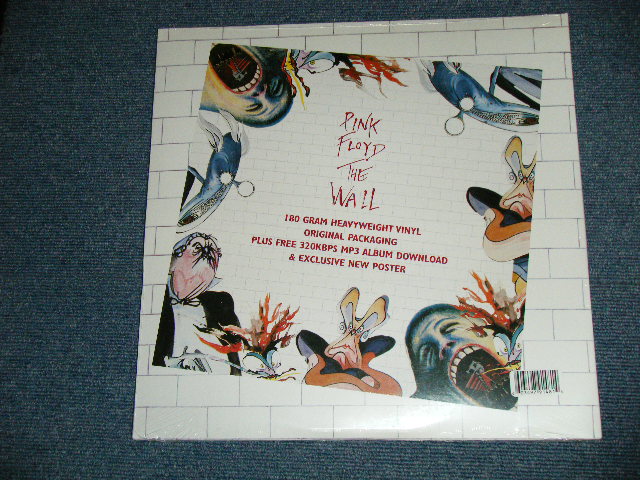 PINK
FLOYD
THE
WALL
180 GRAM HEAVYWEIGHT VINYL
ORIGINAL PACKAGING
PLUS FREE 320KBPS MP3 ALBUM DOWNLOAD
& EXCLUSIVE NEW POSTER